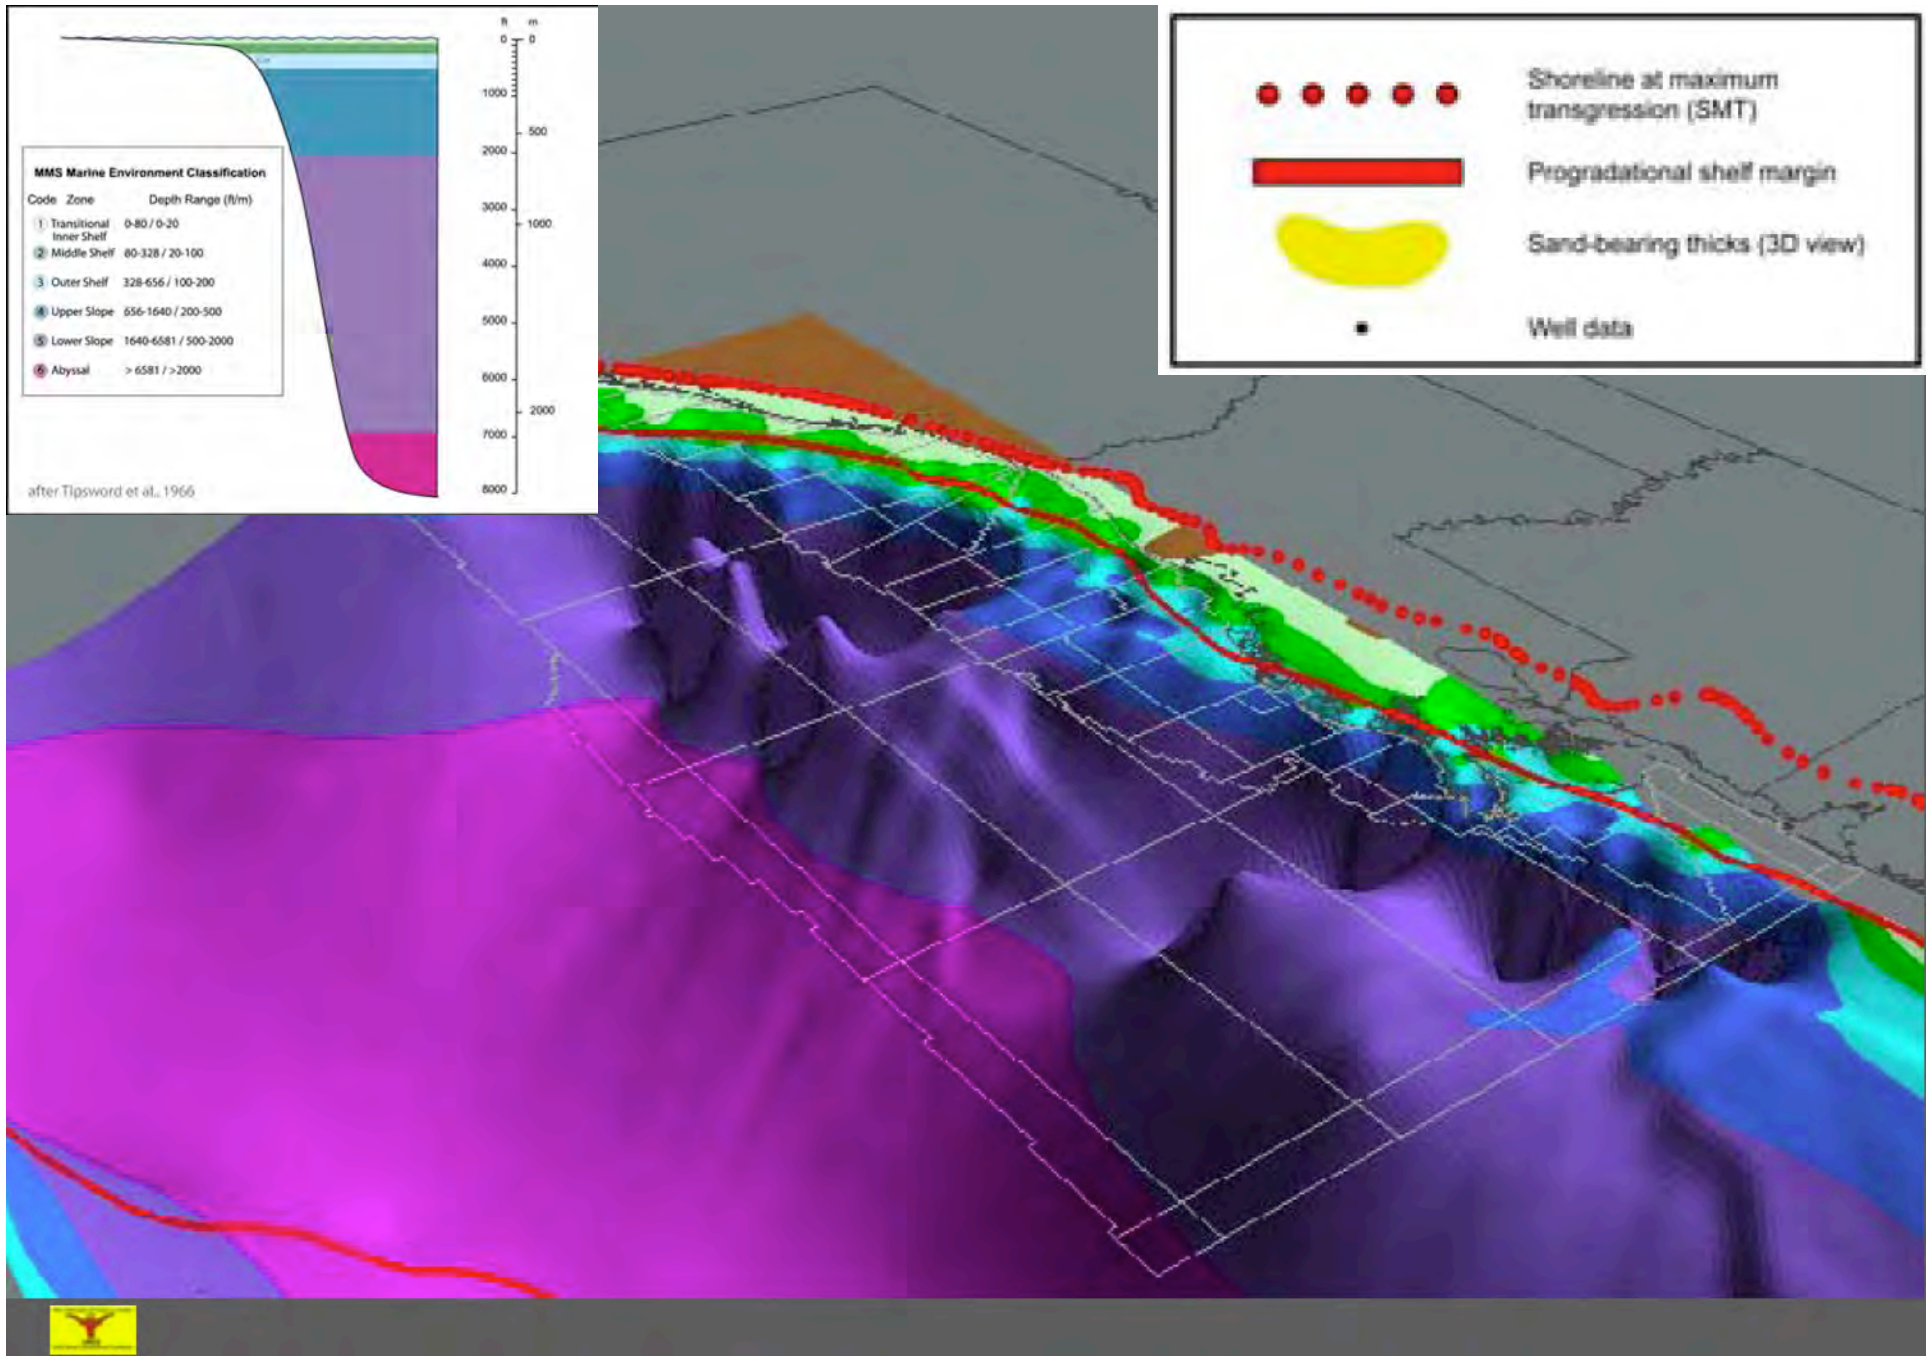 ft m
0 0
1000
500
2000
3000
1000
4000
5000
6000
2000
7000
8000
MMS Marine Environment Classification
Code Zone Depth Range (ft/m)
1 Transitional 0-80 / 0-20
Inner Shelf
2 Middle Shelf 80-328 / 20-100
3 Outer Shelf 328-656 / 100-200
4 Upper Slope 656-1640 / 200-500
5 Lower Slope 1640-6581 / 500-2000
6 Abyssal > 6581 / >2000
after Tipsword et al., 1966
Shoreline at maximum
transgression (SMT)
Progradational shelf margin
Sand-bearing thicks (3D view)
Well data